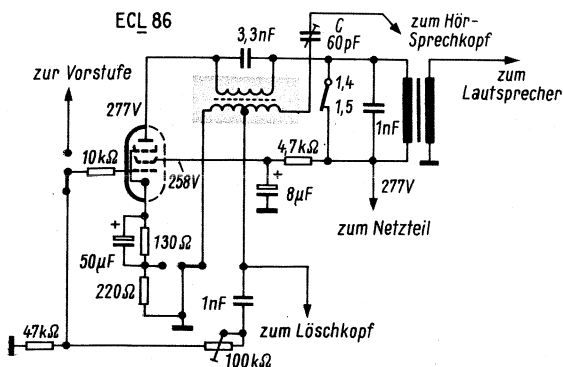 ECL 86
3,3nF
C
60pF
zum Hör-
Sprechkopf
zur Vorstufe
277V
1,4
1,5
1nF
zum
Lautsprecher
10kΩ
258V
4,7kΩ
+
8µF
277V
zum Netzteil
+
50µF
130Ω
220Ω
1nF
zum Löschkopf
47kΩ
100kΩ